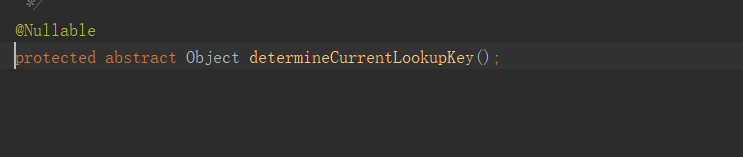 */
@Nullable
protected abstract Object determineCurrentLookupKey();